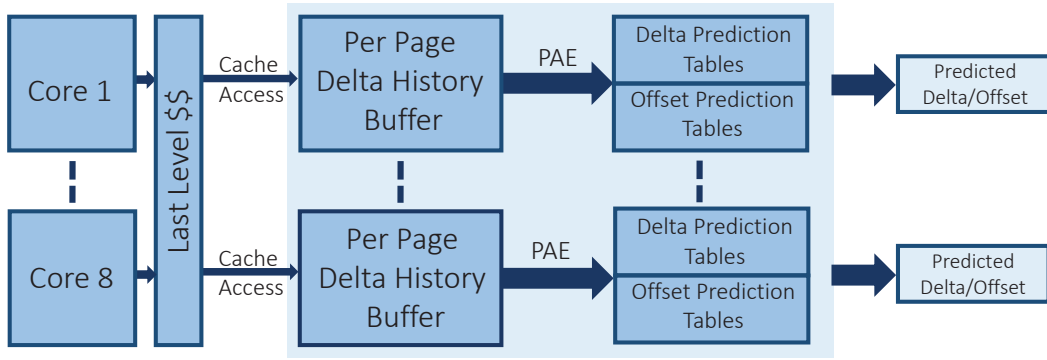 Core 1
Last Level $$
Cache
Access
Per Page
Delta History
Buffer
PAE
Delta Prediction
Tables
Offset Prediction
Tables
Predicted
Delta/Offset
Core 8
Cache
Access
Per Page
Delta History
Buffer
PAE
Delta Prediction
Tables
Offset Prediction
Tables
Predicted
Delta/Offset